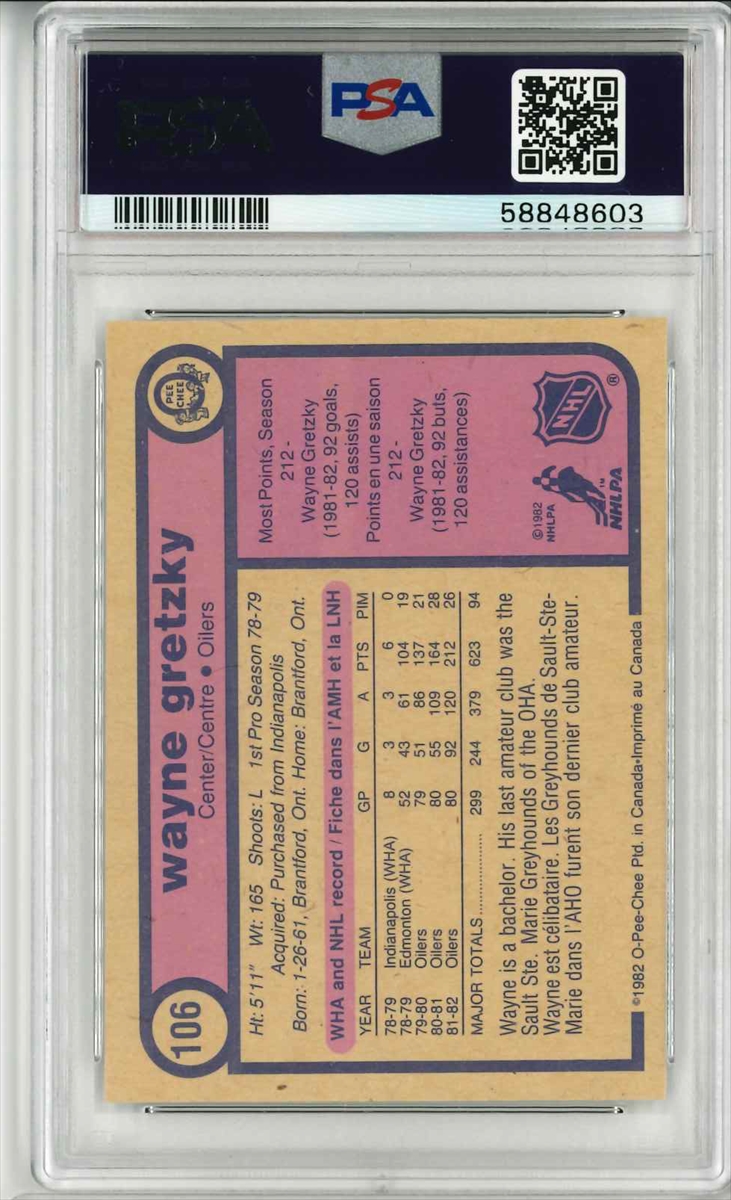 PSA
58848603
O-PEE-CHEE
106
wayne gretzky
Center/Centre • Oilers
Ht: 5'11" Wt: 165 Shoots: L 1st Pro Season 78-79
Acquired: Purchased from Indianapolis
Born: 1-26-61, Brantford, Ont. Home: Brantford, Ont.
WHA and NHL record / Fiche dans l'AMH et la LNH
YEAR TEAM GP G A PTS PIM
78-79 Indianapolis (WHA) 8 3 3 6 0
78-79 Edmonton (WHA) 52 43 61 104 19
79-80 Oilers 79 51 86 137 21
80-81 Oilers 80 55 109 164 28
81-82 Oilers 80 92 120 212 26
MAJOR TOTALS .................. 299 244 379 623 94
Wayne is a bachelor. His last amateur club was the
Sault Ste. Marie Greyhounds of the OHA.
Wayne est célibataire. Les Greyhounds de Sault-Ste-
Marie dans l'AHO furent son dernier club amateur.
©1982 O-Pee-Chee Ptd. in Canada•Imprimé au Canada
Most Points, Season
212 -
Wayne Gretzky
(1981-82, 92 goals,
120 assists)
Points en une saison
212 -
Wayne Gretzky
(1981-82, 92 buts,
120 assistances)
©1982
NHLPA
NHLPA
TM
NHL
®